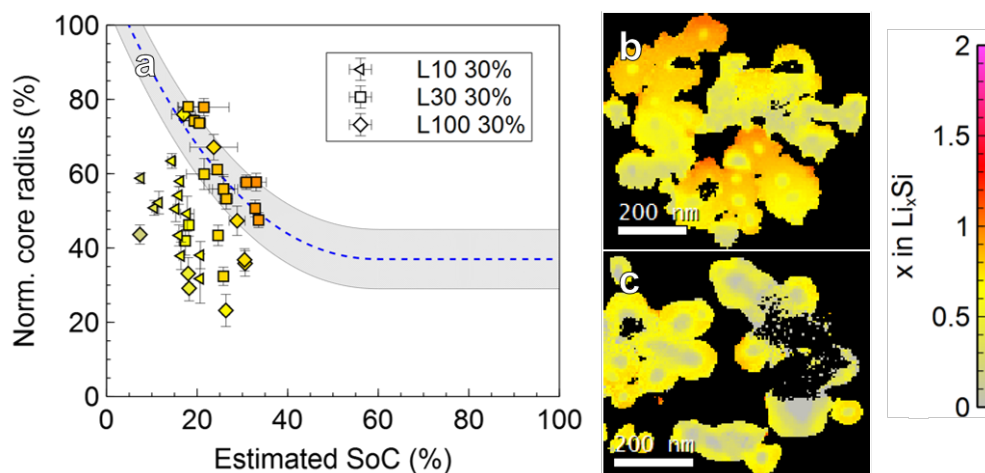 100
80
60
40
20
0
Norm. core radius (%)
a
L10 30%
L30 30%
L100 30%
0
20
40
60
80
100
Estimated SoC (%)
b
200 nm
c
200 nm
2
1.5
1
0.5
0
x in LiₓSi